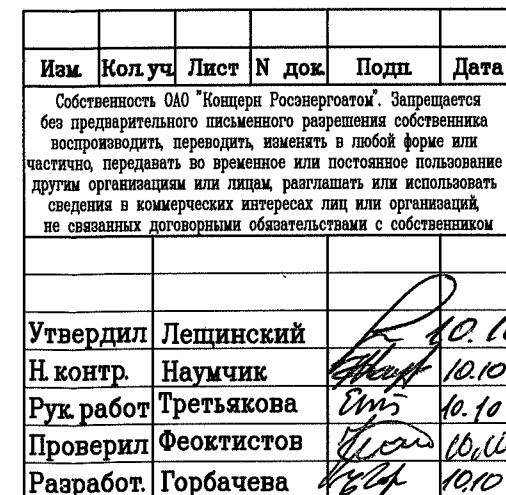 Изм. Кол.уч. Лист N док. Подп. Дата
Собственность ОАО "Концерн Росэнергоатом". Запрещается
без предварительного письменного разрешения собственника
воспроизводить, переводить, изменять в любой форме или
частично, передавать во временное или постоянное пользование
другим организациям или лицам, разглашать или использовать
сведения в коммерческих интересах лиц или организаций,
не связанных договорными обязательствами с собственником
Утвердил Лещинский 10.10
Н. контр. Наумчик 10.10
Рук. работ Третьякова 10.10
Проверил Феоктистов
Разработ. Горбачева 10.10